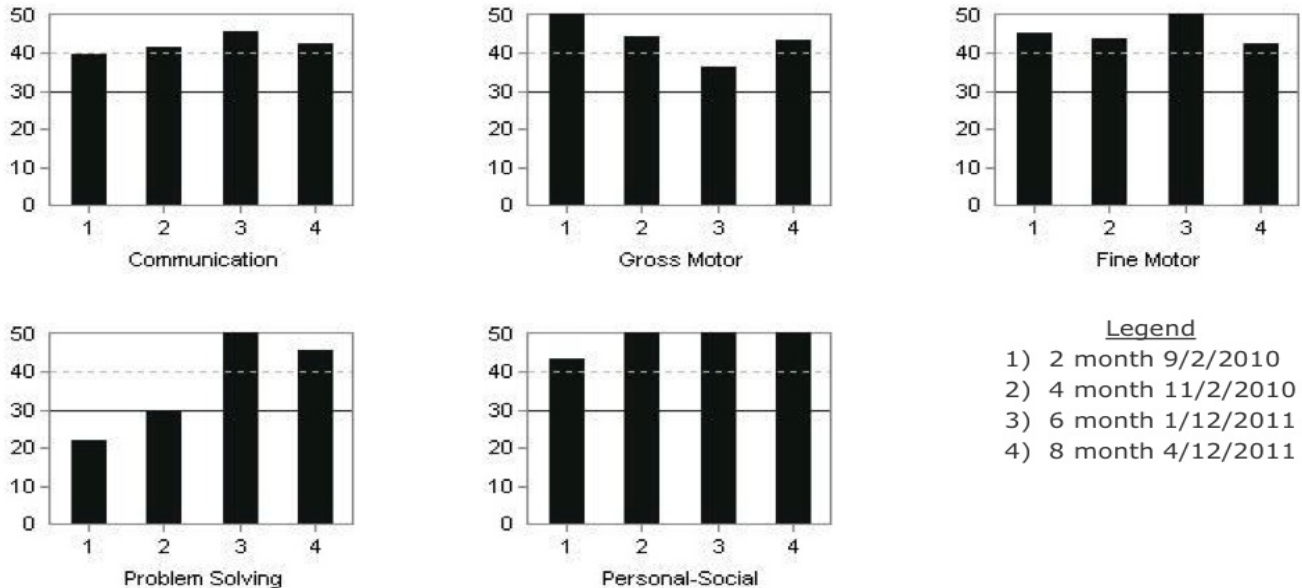 50
40
30
20
10
0
1 2 3 4
Communication
50
40
30
20
10
0
1 2 3 4
Gross Motor
50
40
30
20
10
0
1 2 3 4
Fine Motor
50
40
30
20
10
0
1 2 3 4
Problem Solving
50
40
30
20
10
0
1 2 3 4
Personal-Social
Legend
1) 2 month 9/2/2010
2) 4 month 11/2/2010
3) 6 month 1/12/2011
4) 8 month 4/12/2011